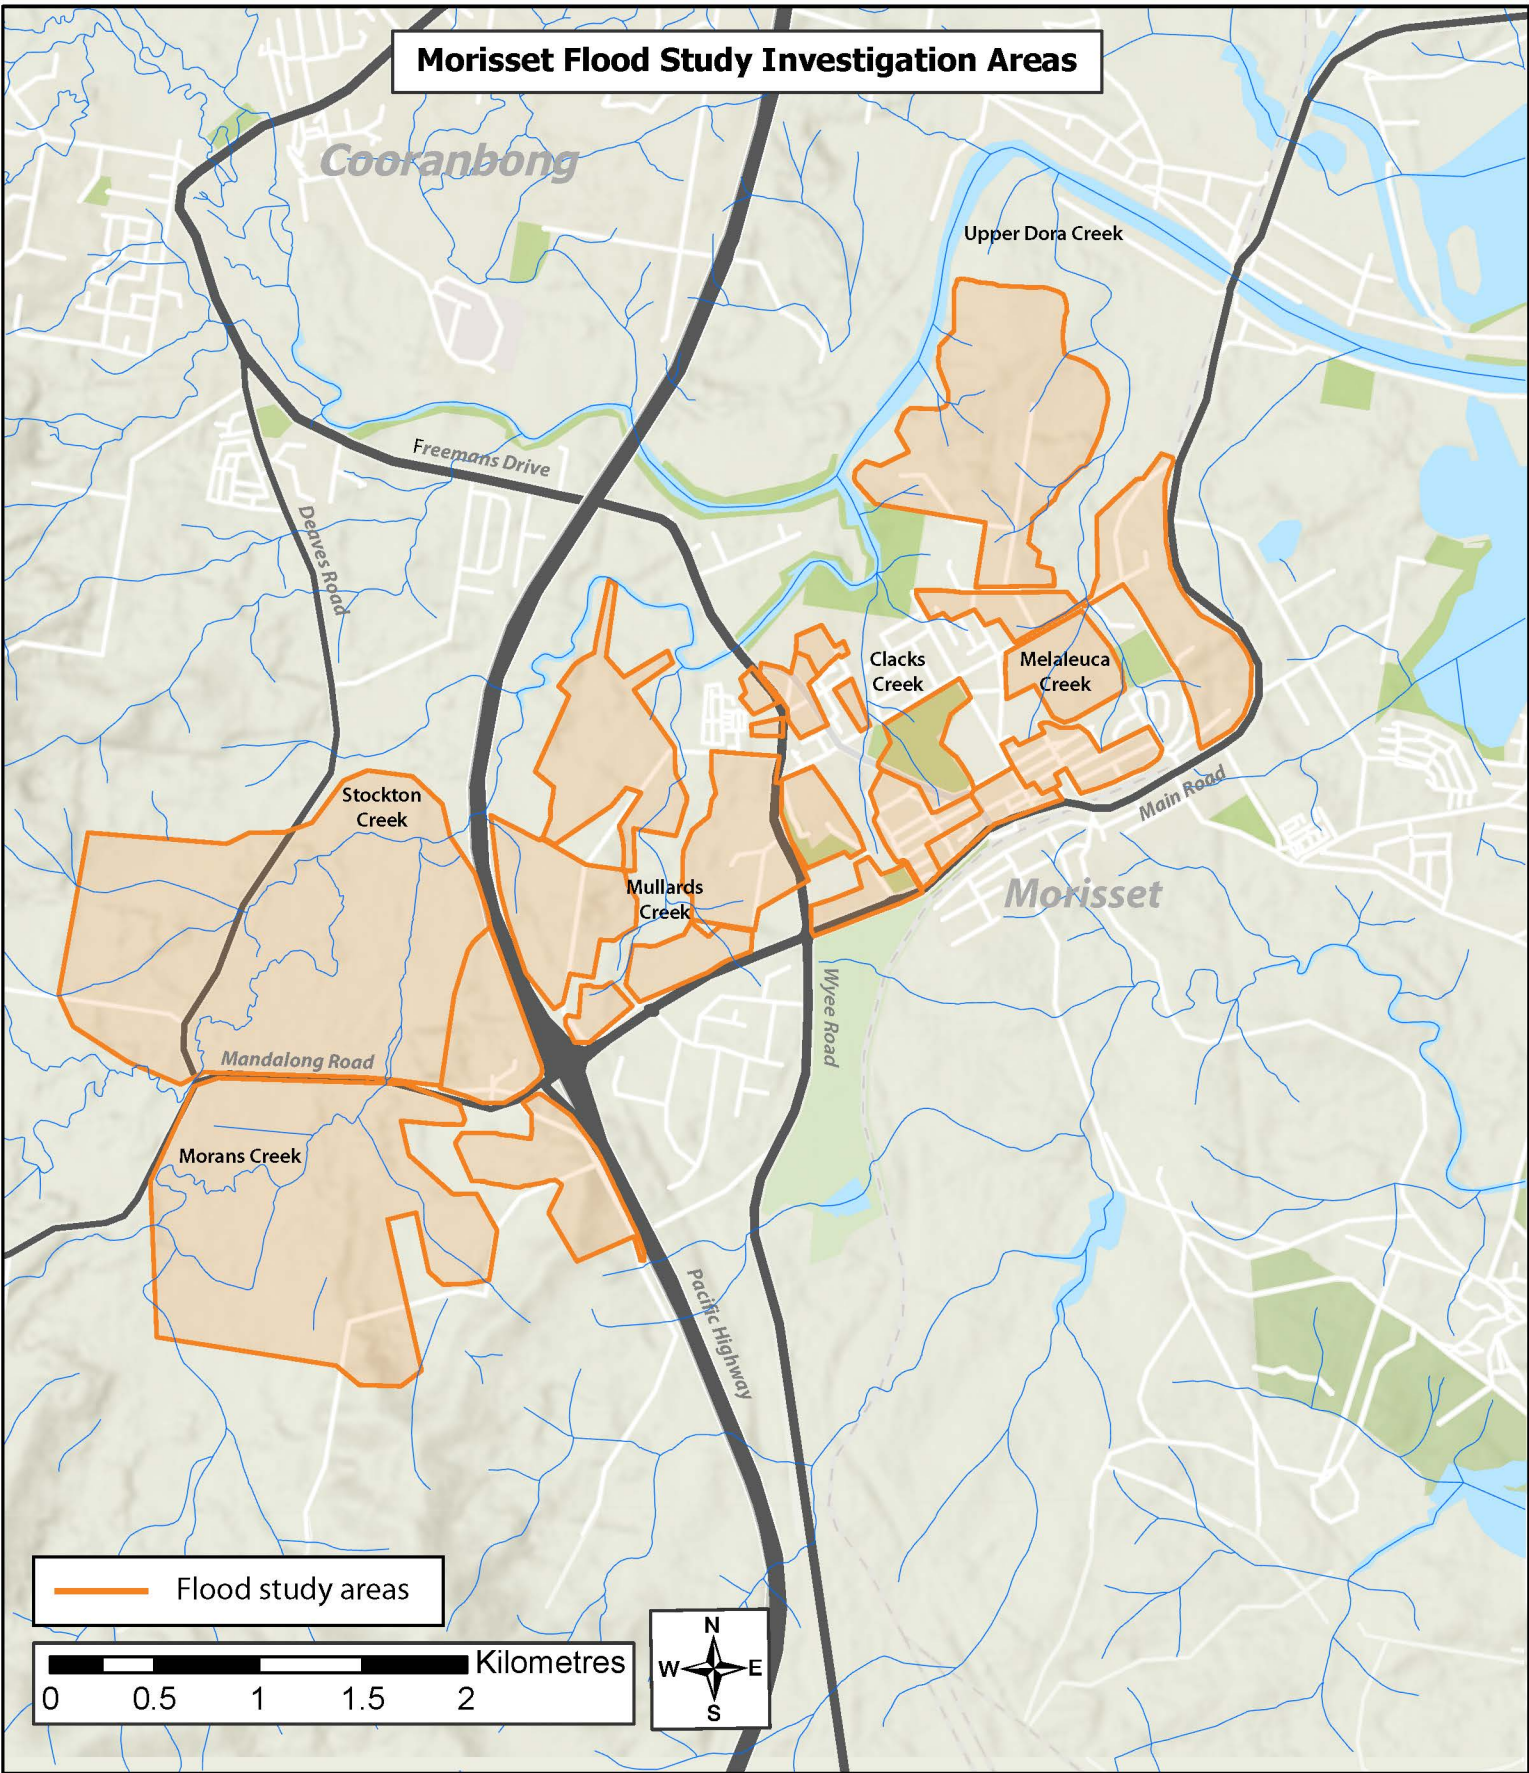 Morisset Flood Study Investigation Areas
Cooranbong
Upper Dora Creek
Freemans Drive
Deaves Road
Clacks
Creek
Melaleuca
Creek
Stockton
Creek
Main Road
Mullards
Creek
Morisset
Wyee Road
Mandalong Road
Morans Creek
Pacific Highway
Flood study areas
Kilometres
0 0.5 1 1.5 2
N
W E
S